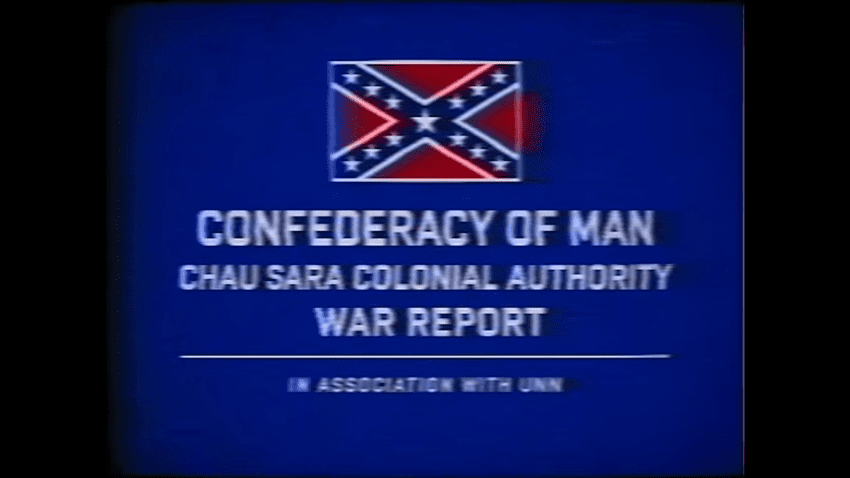 CONFEDERACY OF MAN
CHAU SARA COLONIAL AUTHORITY
WAR REPORT
IN ASSOCIATION WITH UNN